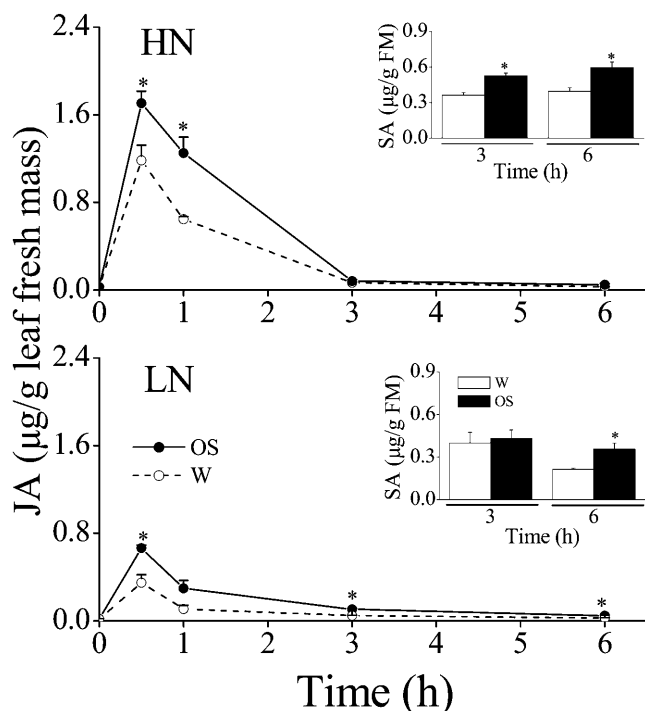 JA (μg/g leaf fresh mass)
HN
2.4
1.6
0.8
0.0
0 1 2 3 4 5 6
* *
SA (μg/g FM)
0.9
0.6
0.3
0.0
* *
3 6
Time (h)
LN
2.4
1.6
0.8
0.0
OS
W
* * *
0 1 2 3 4 5 6
SA (μg/g FM)
0.9
0.6
0.3
0.0
W
OS
*
3 6
Time (h)
Time (h)